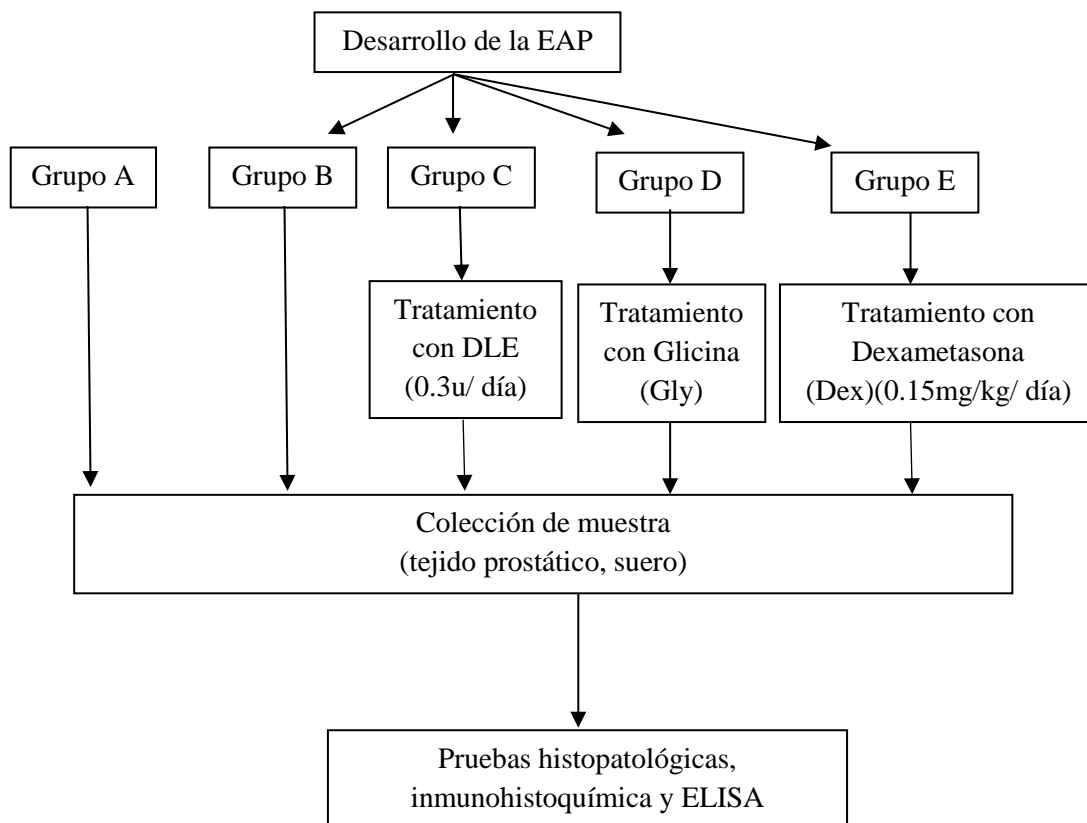 Desarrollo de la EAP
Grupo A
Grupo B
Grupo C
Grupo D
Grupo E
Tratamiento
con DLE
(0.3u/ día)
Tratamiento
con Glicina
(Gly)
Tratamiento con
Dexametasona
(Dex)(0.15mg/kg/ día)
Colección de muestra
(tejido prostático, suero)
Pruebas histopatológicas,
inmunohistoquímica y ELISA